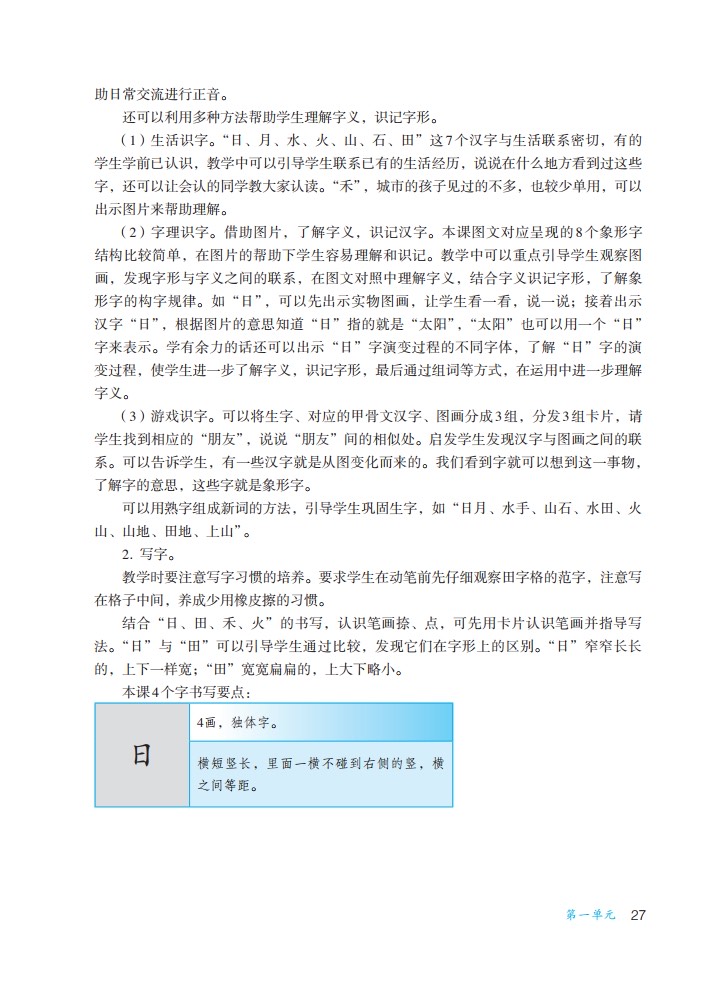 助日常交流进行正音。
还可以利用多种方法帮助学生理解字义，识记字形。
（1）生活识字。“日、月、水、火、山、石、田”这7个汉字与生活联系密切，有的
学生学前已认识，教学中可以引导学生联系已有的生活经历，说说在什么地方看到过这些
字，还可以让会认的同学教大家认读。“禾”，城市的孩子见过的不多，也较少单用，可以
出示图片来帮助理解。
（2）字理识字。借助图片，了解字义，识记汉字。本课图文对应呈现的8个象形字
结构比较简单，在图片的帮助下学生容易理解和识记。教学中可以重点引导学生观察图
画，发现字形与字义之间的联系，在图文对照中理解字义，结合字义识记字形，了解象
形字的构字规律。如“日”，可以先出示实物图画，让学生看一看，说一说；接着出示
汉字“日”，根据图片的意思知道“日”指的就是“太阳”，“太阳”也可以用一个“日”
字来表示。学有余力的话还可以出示“日”字演变过程的不同字体，了解“日”字的演
变过程，使学生进一步了解字义，识记字形，最后通过组词等方式，在运用中进一步理解
字义。
（3）游戏识字。可以将生字、对应的甲骨文汉字、图画分成3组，分发3组卡片，请
学生找到相应的“朋友”，说说“朋友”间的相似处。启发学生发现汉字与图画之间的联
系。可以告诉学生，有一些汉字就是从图变化而来的。我们看到字就可以想到这一事物，
了解字的意思，这些字就是象形字。
可以用熟字组成新词的方法，引导学生巩固生字，如“日月、水手、山石、水田、火
山、山地、田地、上山”。
2. 写字。
教学时要注意写字习惯的培养。要求学生在动笔前先仔细观察田字格的范字，注意写
在格子中间，养成少用橡皮擦的习惯。
结合“日、田、禾、火”的书写，认识笔画捺、点，可先用卡片认识笔画并指导写
法。“日”与“田”可以引导学生通过比较，发现它们在字形上的区别。“日”窄窄长长
的，上下一样宽；“田”宽宽扁扁的，上大下略小。
本课4个字书写要点：
日
4画，独体字。
横短竖长，里面一横不碰到右侧的竖，横
之间等距。
第一单元 27